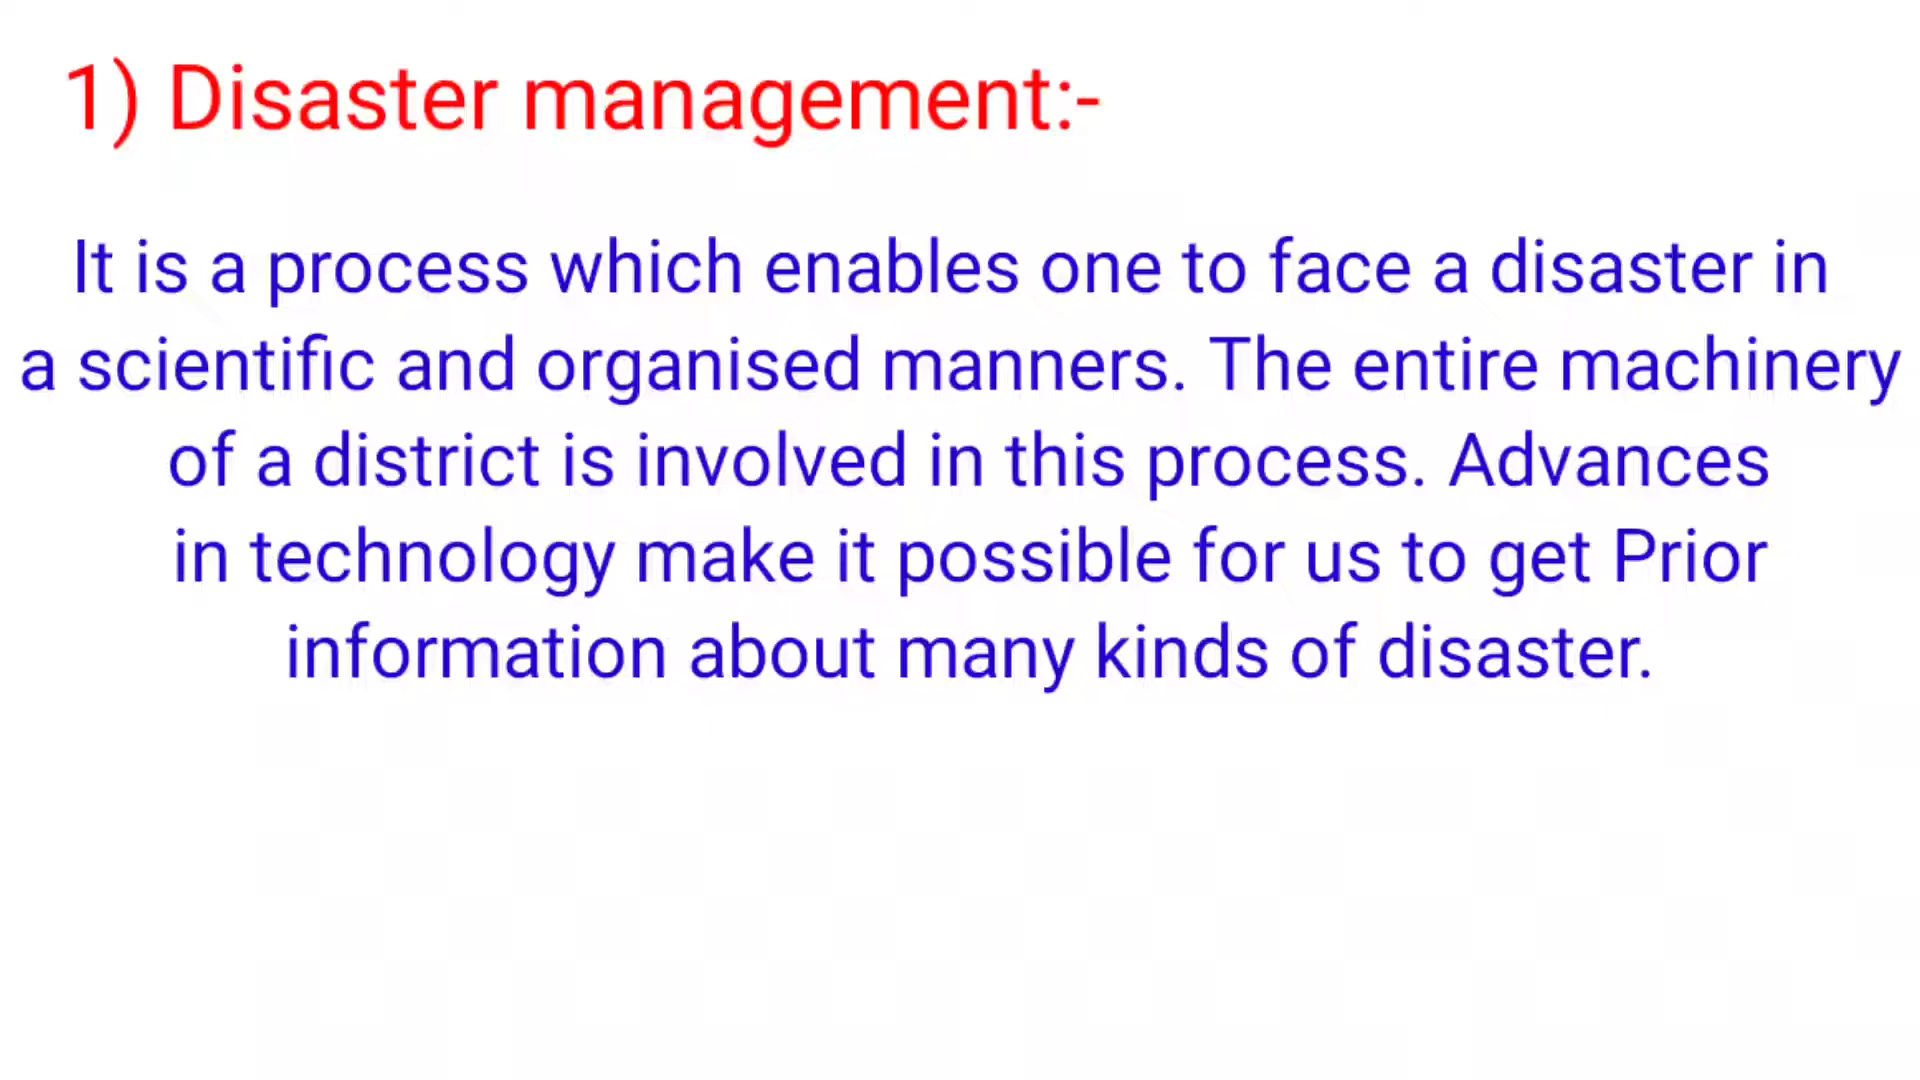 1) Disaster management:-
It is a process which enables one to face a disaster in
a scientific and organised manners. The entire machinery
of a district is involved in this process. Advances
in technology make it possible for us to get Prior
information about many kinds of disaster.